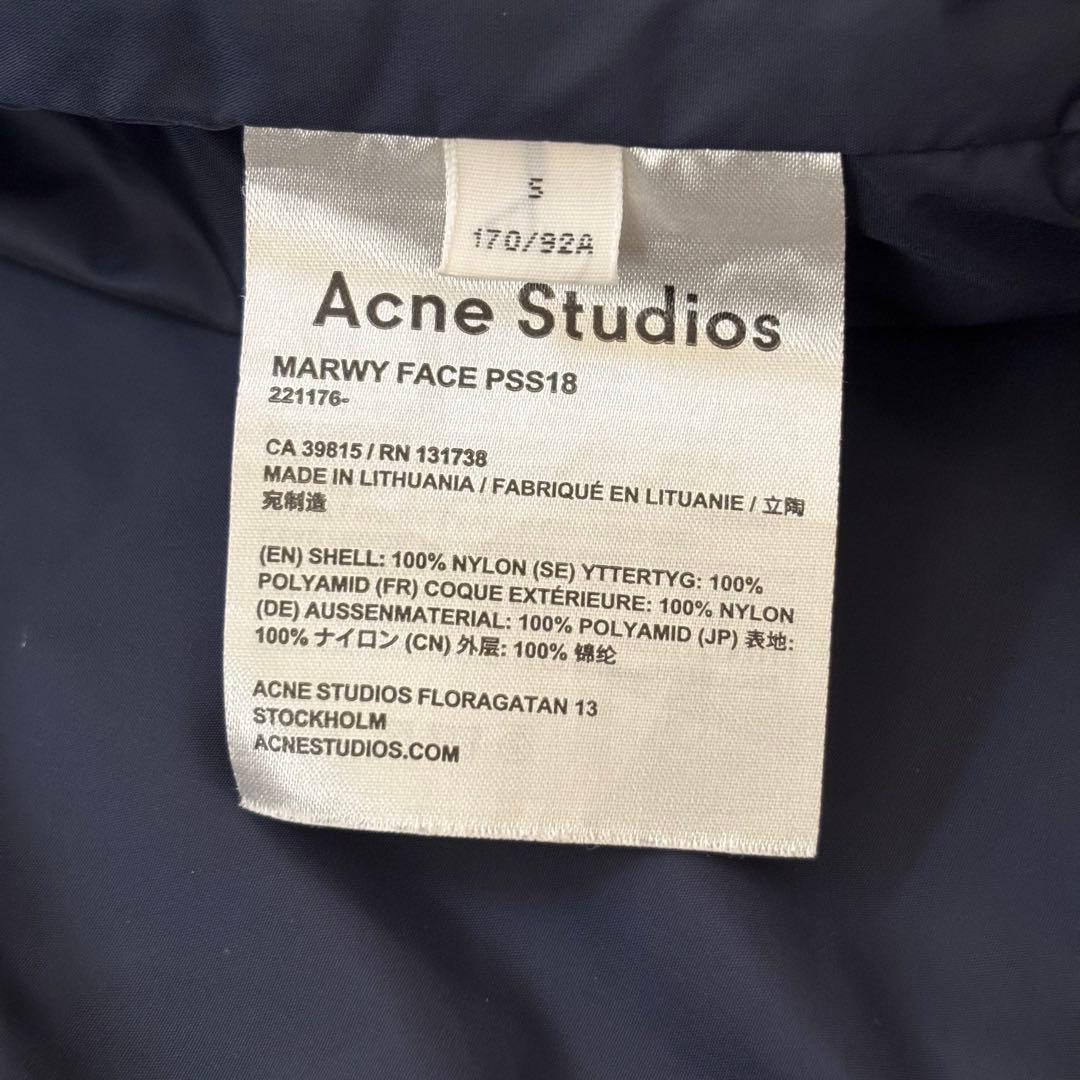 S
170/92A
Acne Studios
MARWY FACE PSS18
221176-
CA 39815 / RN 131738
MADE IN LITHUANIA / FABRIQUÉ EN LITUANIE / 立陶
宛制造
(EN) SHELL: 100% NYLON (SE) YTTERTYG: 100%
POLYAMID (FR) COQUE EXTÉRIEURE: 100% NYLON
(DE) AUSSENMATERIAL: 100% POLYAMID (JP) 表地:
100% ナイロン (CN) 外层: 100% 锦纶
ACNE STUDIOS FLORAGATAN 13
STOCKHOLM
ACNESTUDIOS.COM